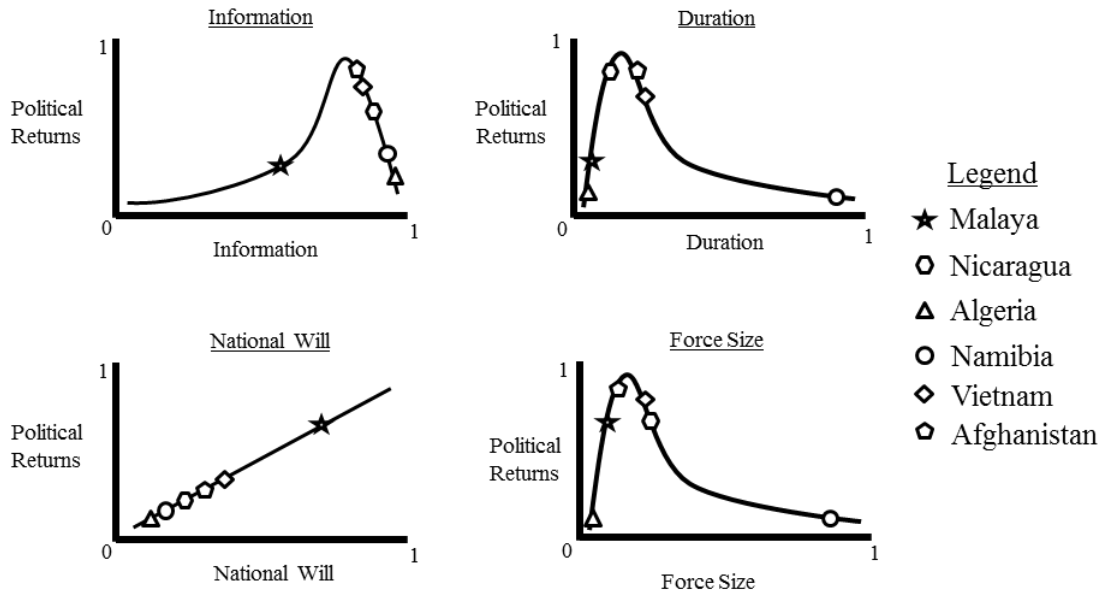 Information
1
Political
Returns
0
1
Information
Duration
1
Political
Returns
0
1
Duration
National Will
1
Political
Returns
0
1
National Will
Force Size
1
Political
Returns
0
1
Force Size
Legend
Malaya
Nicaragua
Algeria
Namibia
Vietnam
Afghanistan